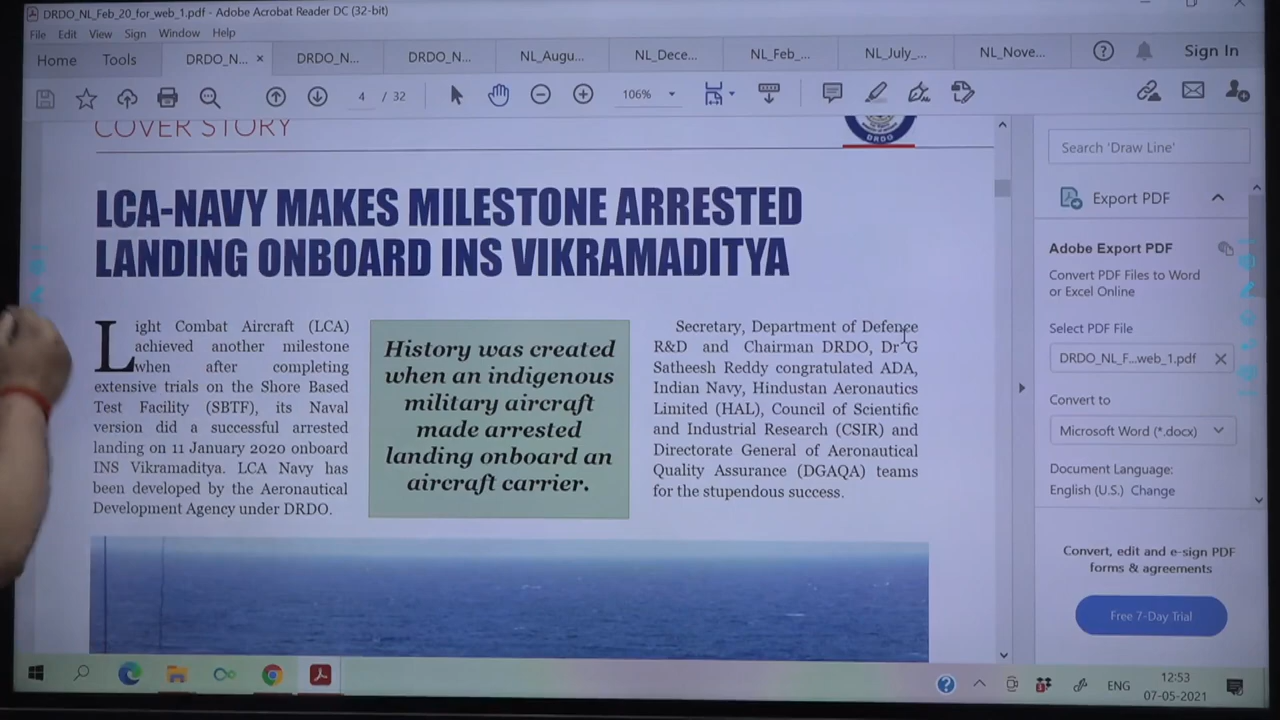 DRDO_NL_Feb_20_for_web_1.pdf - Adobe Acrobat Reader DC (32-bit)
File Edit View Sign Window Help
Home Tools DRDO_N... × DRDO_N... DRDO_N... NL_Augu... NL_Dece... NL_Feb_... NL_July_... NL_Nove... Sign In
4 / 32 106%
COVER STORY
DRDO
LCA-NAVY MAKES MILESTONE ARRESTED
LANDING ONBOARD INS VIKRAMADITYA
Light Combat Aircraft (LCA)
achieved another milestone
when after completing
extensive trials on the Shore Based
Test Facility (SBTF), its Naval
version did a successful arrested
landing on 11 January 2020 onboard
INS Vikramaditya. LCA Navy has
been developed by the Aeronautical
Development Agency under DRDO.
History was created
when an indigenous
military aircraft
made arrested
landing onboard an
aircraft carrier.
Secretary, Department of Defence
R&D and Chairman DRDO, Dr G
Satheesh Reddy congratulated ADA,
Indian Navy, Hindustan Aeronautics
Limited (HAL), Council of Scientific
and Industrial Research (CSIR) and
Directorate General of Aeronautical
Quality Assurance (DGAQA) teams
for the stupendous success.
Search 'Draw Line'
Export PDF
Adobe Export PDF
Convert PDF Files to Word
or Excel Online
Select PDF File
DRDO_NL_F...web_1.pdf
Convert to
Microsoft Word (*.docx)
Document Language:
English (U.S.) Change
Convert, edit and e-sign PDF
forms & agreements
Free 7-Day Trial
ENG
12:53
07-05-2021